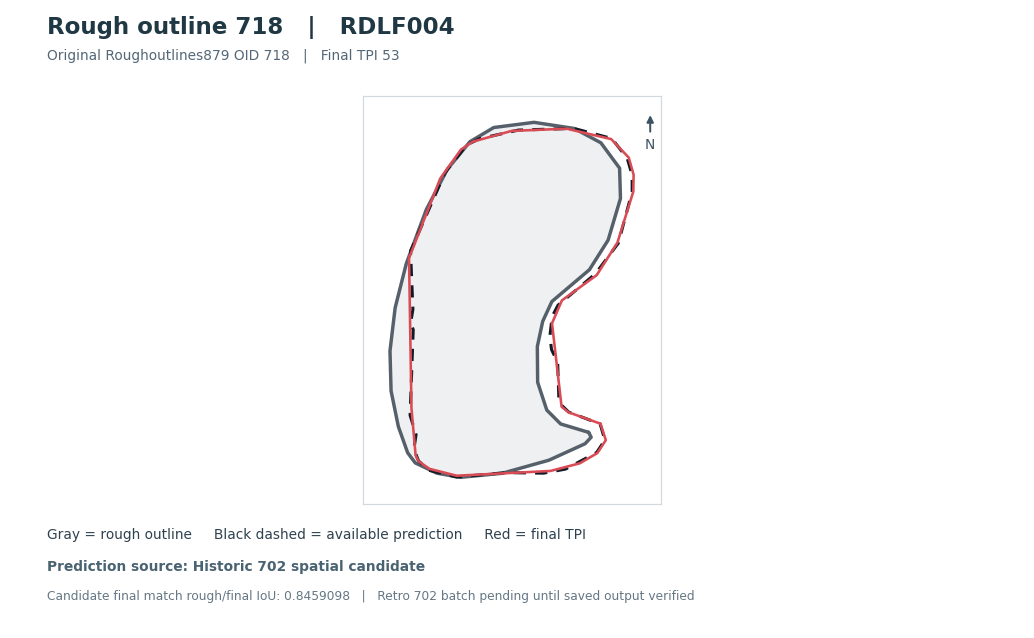 Rough outline 718 | RDLF004
Original Roughoutlines879 OID 718 | Final TPI 53
N
Gray = rough outline Black dashed = available prediction Red = final TPI
Prediction source: Historic 702 spatial candidate
Candidate final match rough/final IoU: 0.8459098 | Retro 702 batch pending until saved output verified